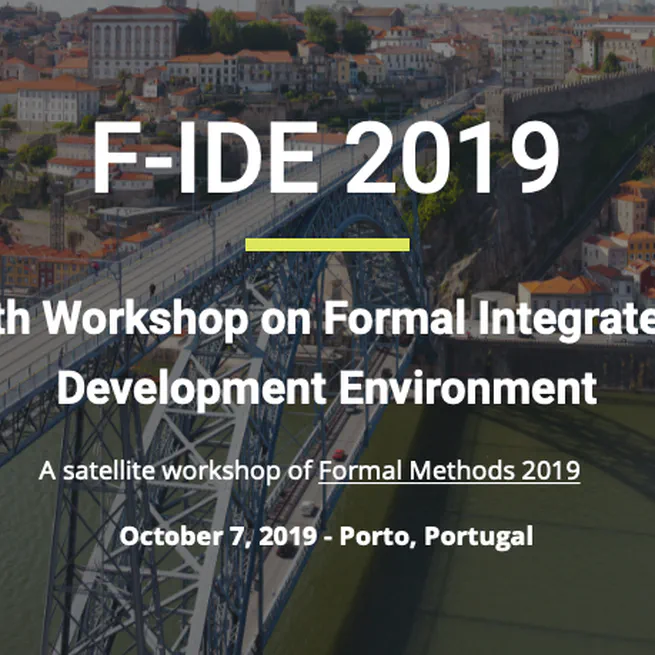 F-IDE 2019
th Workshop on Formal Integrate
Development Environment
A satellite workshop of Formal Methods 2019
October 7, 2019 - Porto, Portugal